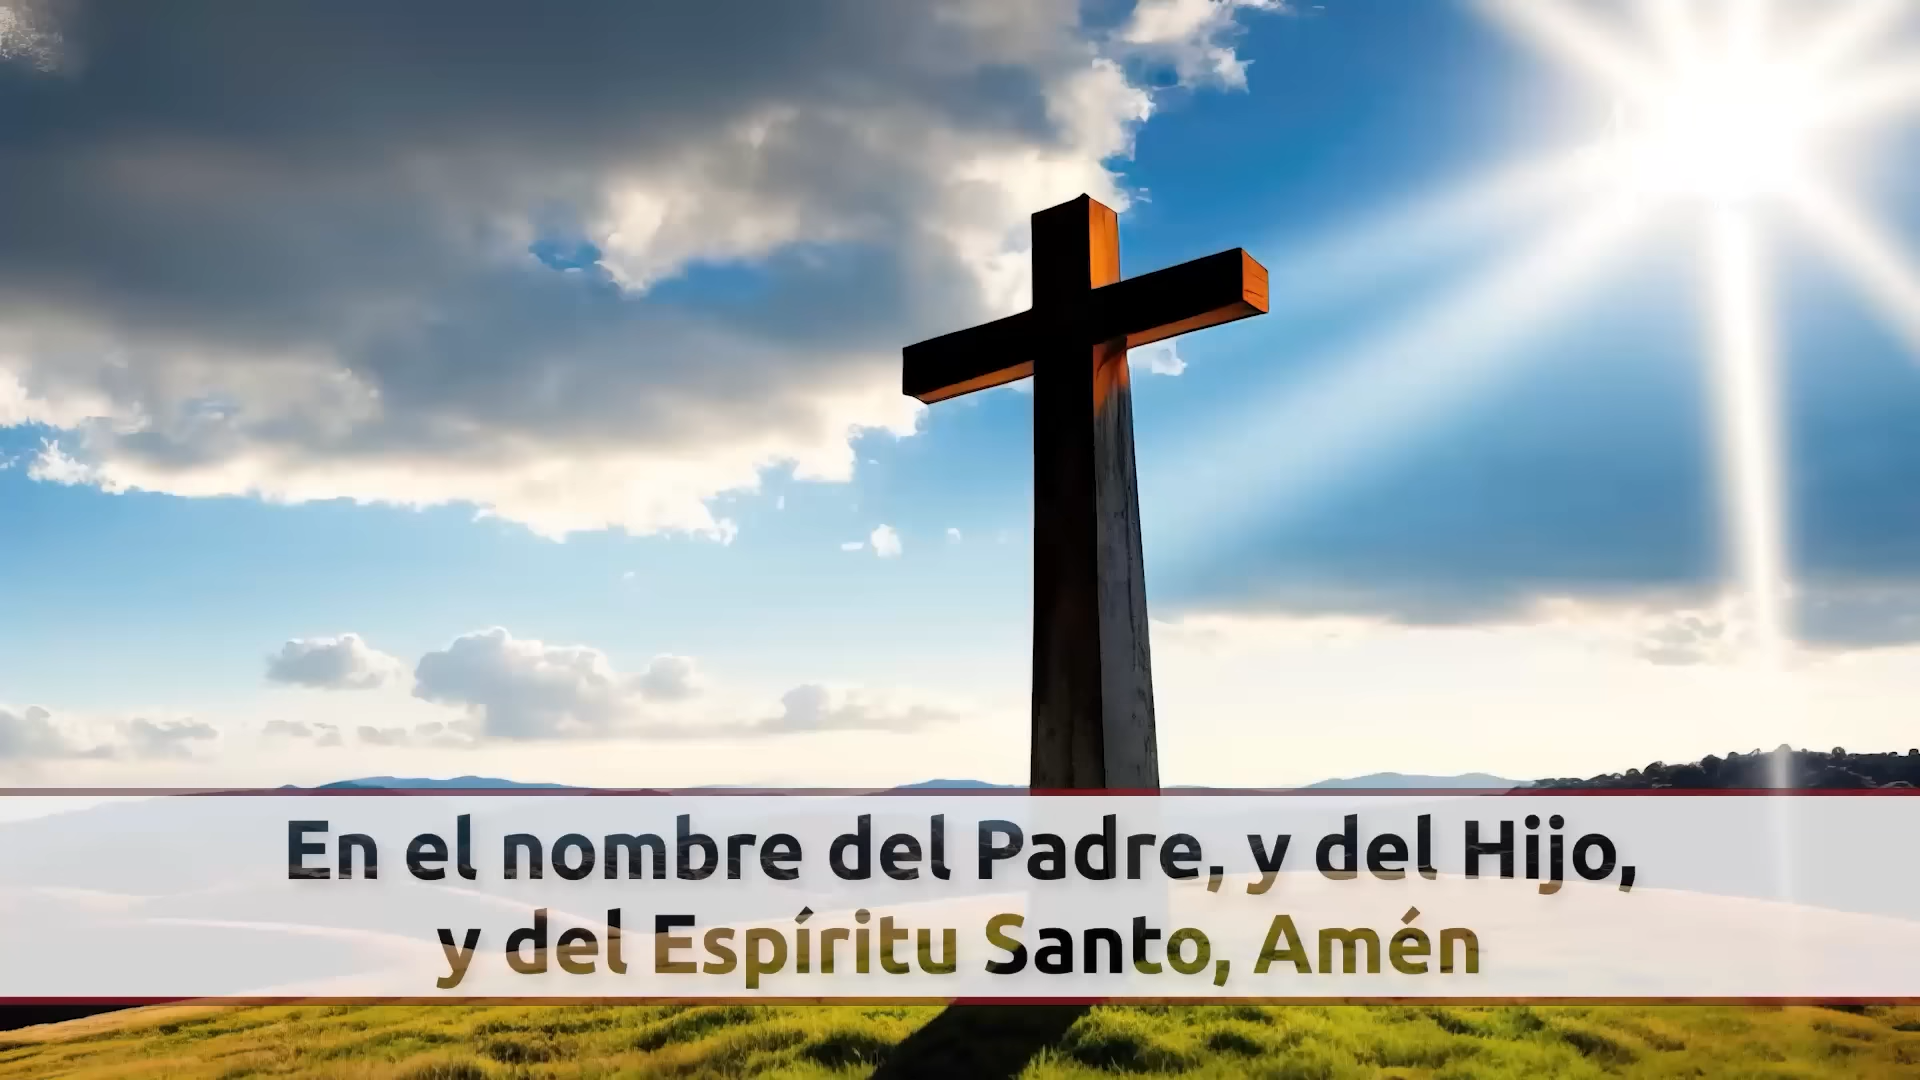 En el nombre del Padre, y del Hijo,
y del Espíritu Santo, Amén